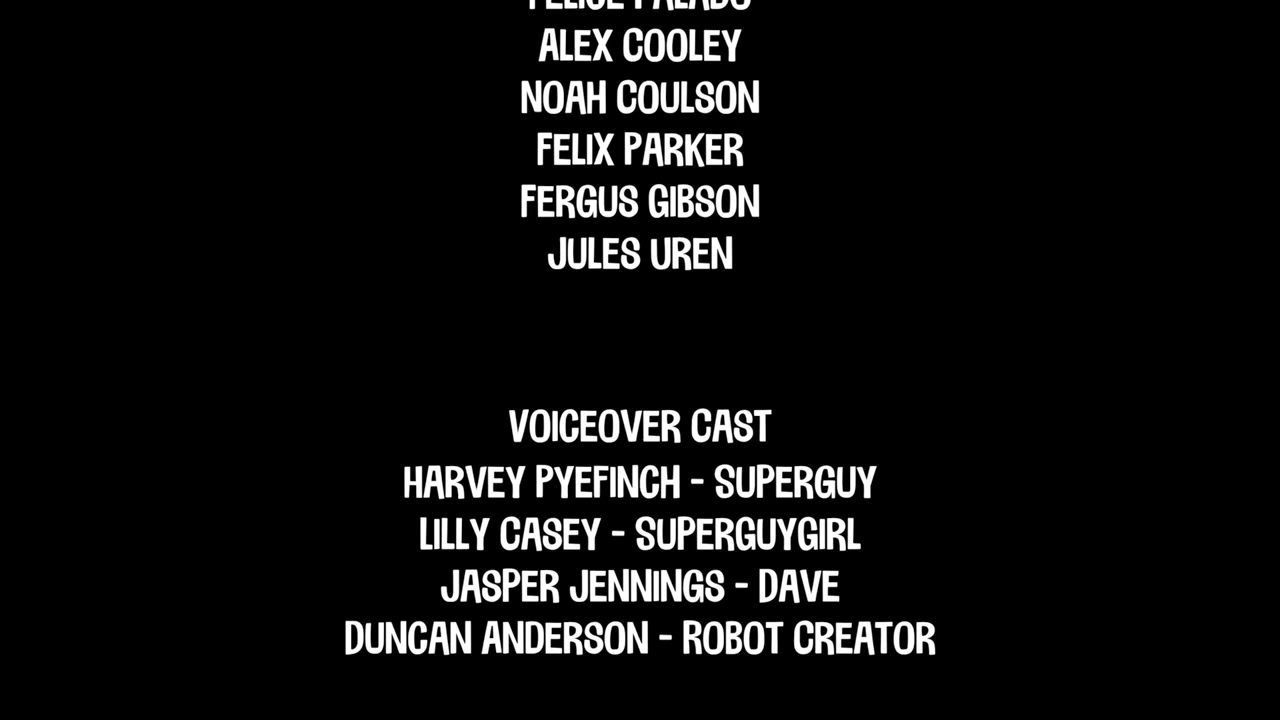 ALEX COOLEY
NOAH COULSON
FELIX PARKER
FERGUS GIBSON
JULES UREN
VOICEOVER CAST
HARVEY PYEFINCH - SUPERGUY
LILLY CASEY - SUPERGUYGIRL
JASPER JENNINGS - DAVE
DUNCAN ANDERSON - ROBOT CREATOR